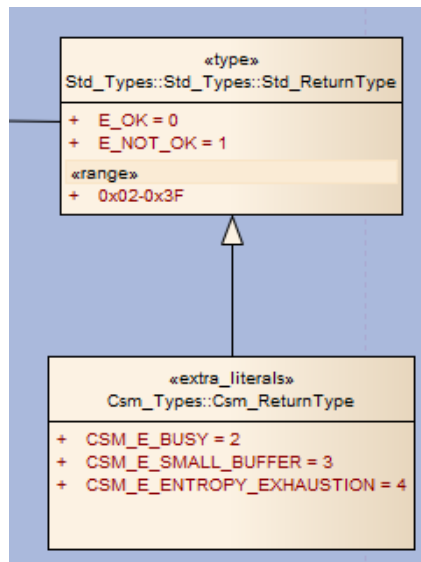 «type»
Std_Types::Std_Types::Std_ReturnType
+ E_OK = 0
+ E_NOT_OK = 1
«range»
+ 0x02-0x3F
«extra_literals»
Csm_Types::Csm_ReturnType
+ CSM_E_BUSY = 2
+ CSM_E_SMALL_BUFFER = 3
+ CSM_E_ENTROPY_EXHAUSTION = 4